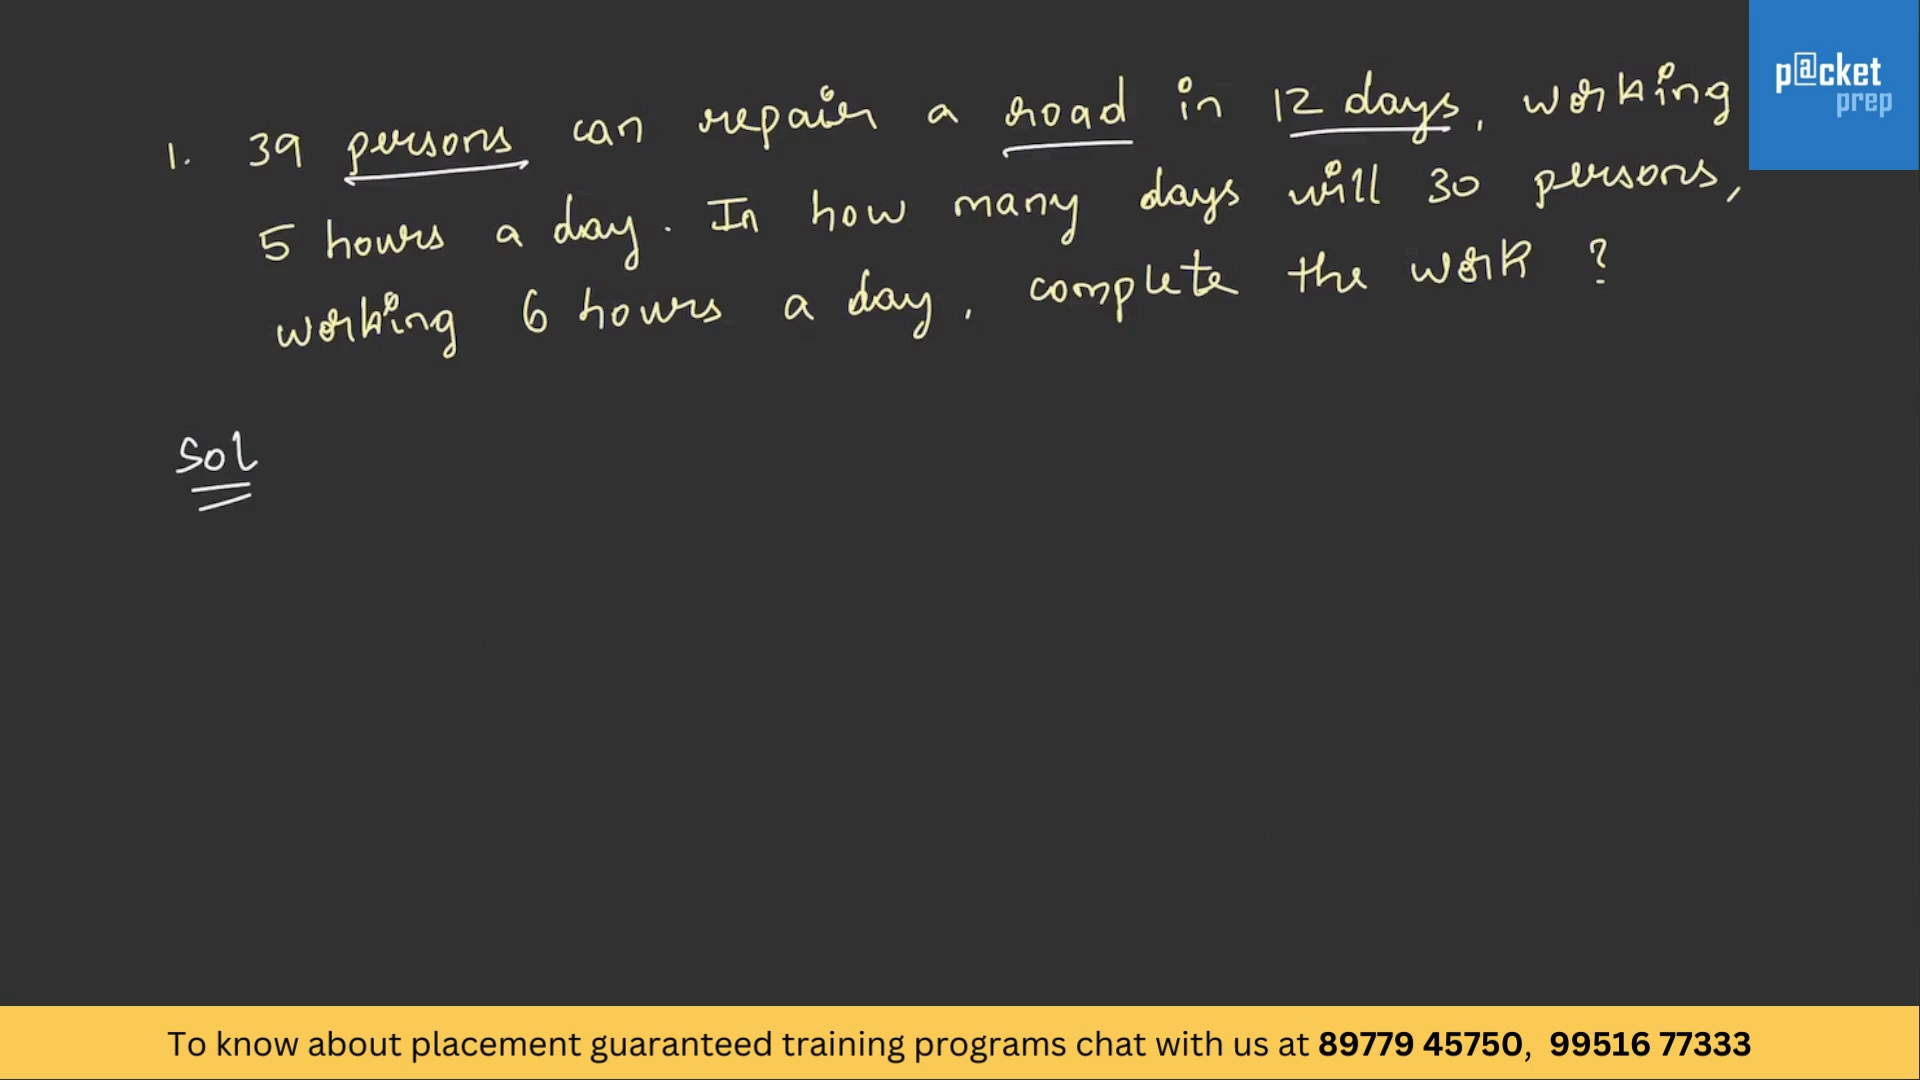 p@cket
prep
1. 39 persons can repair a road in 12 days, working
5 hours a day. In how many days will 30 persons,
working 6 hours a day, complete the work ?
Sol
To know about placement guaranteed training programs chat with us at 89779 45750, 99516 77333